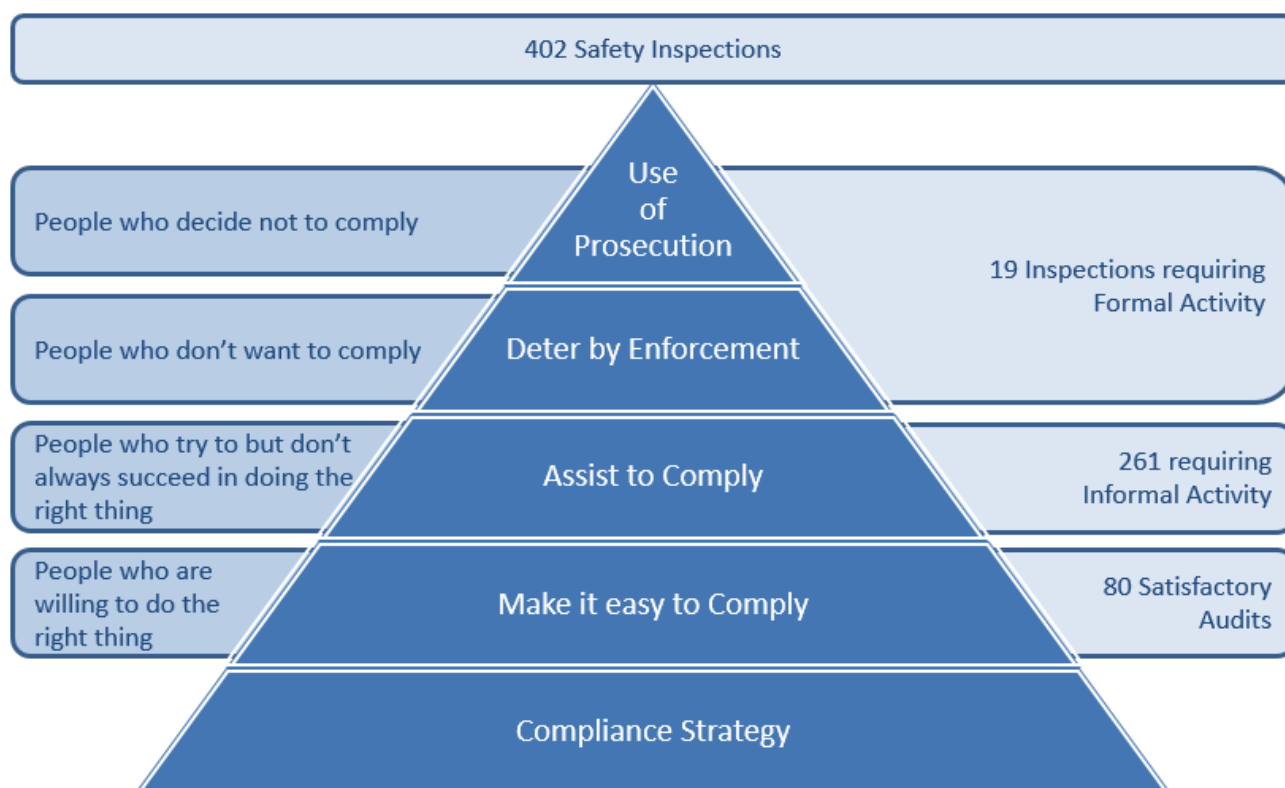 402 Safety Inspections
People who decide not to comply
Use
of
Prosecution
19 Inspections requiring
Formal Activity
People who don’t want to comply
Deter by Enforcement
People who try to but don’t
always succeed in doing the
right thing
Assist to Comply
261 requiring
Informal Activity
People who are
willing to do the
right thing
Make it easy to Comply
80 Satisfactory
Audits
Compliance Strategy